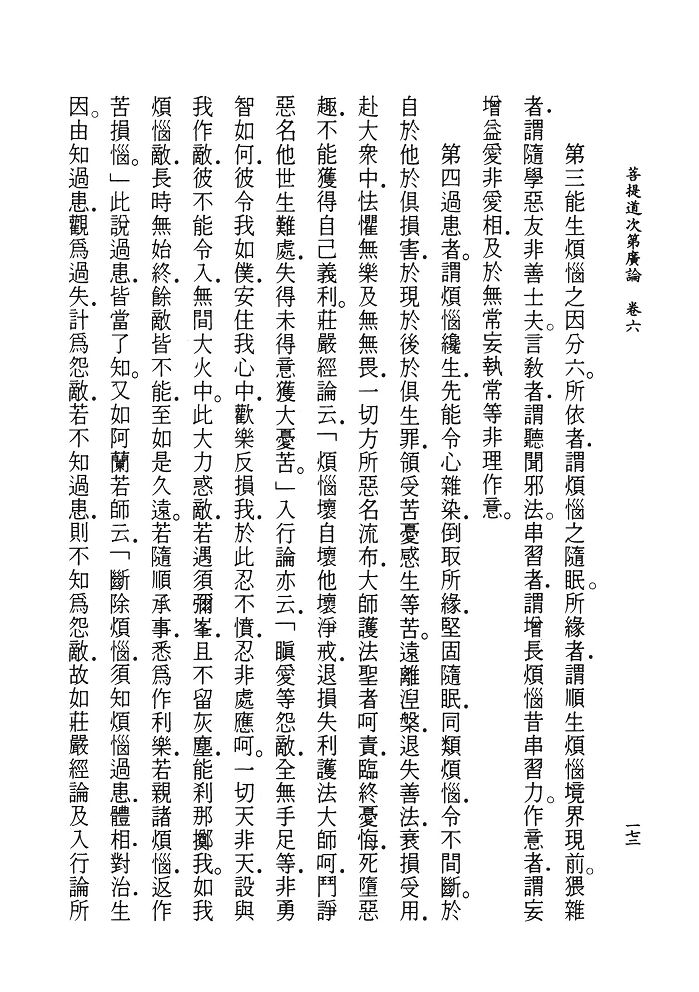 菩提道次第廣論　卷六
一七三
第三能生煩惱之因分六。所依者．謂煩惱之隨眠。所緣者．謂順生煩惱境界現前。猥雜
者．謂隨學惡友非善士夫。言教者．謂聽聞邪法。串習者．謂增長煩惱昔串習力。作意者．謂妄
增益愛非愛相．及於無常妄執常等非理作意。
第四過患者。謂煩惱纔生．先能令心雜染．倒取所緣．堅固隨眠．同類煩惱．令不間斷。於
自於他於俱損害．於現於後於俱生罪．領受苦憂感生等苦。遠離湼槃．退失善法．衰損受用．
赴大衆中．怯懼無樂及無無畏．一切方所惡名流布．大師護法聖者呵責．臨終憂悔．死墮惡
趣．不能獲得自己義利。莊嚴經論云．「煩惱壞自壞他壞淨戒．退損失利護法大師呵．鬥諍
惡名他世生難處．失得未得意獲大憂苦。」入行論亦云．「瞋愛等怨敵．全無手足等．非勇
智如何．彼令我如僕．安住我心中．歡樂反損我．於此忍不憤．忍非處應呵。一切天非天．設與
我作敵．彼不能令入．無間大火中．此大力惑敵．若遇須彌峯．且不留灰塵．能刹那擲我。如我
煩惱敵．長時無始終．餘敵皆不能．至如是久遠。若隨順承事．悉爲作利樂．若親諸煩惱．返作
苦損惱。」此說過患．皆當了知。又如阿蘭若師云．「斷除煩惱．須知煩惱過患．體相．對治．生
因。由知過患．觀爲過失．計爲怨敵．若不知過患．則不知爲怨敵．故如莊嚴經論及入行論所